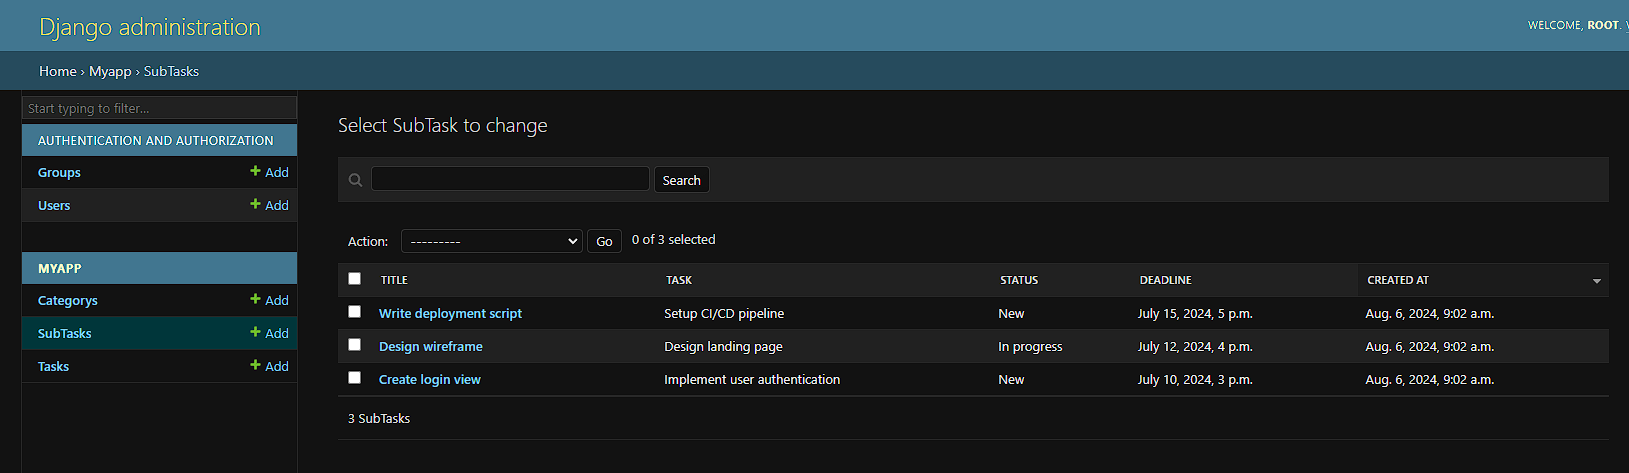 Django administration
WELCOME, ROOT.
Home › Myapp › SubTasks
Start typing to filter...
AUTHENTICATION AND AUTHORIZATION
Groups + Add
Users + Add
MYAPP
Categorys + Add
SubTasks + Add
Tasks + Add
Select SubTask to change
Search
Action: --------- Go 0 of 3 selected
TITLE TASK STATUS DEADLINE CREATED AT
Write deployment script Setup CI/CD pipeline New July 15, 2024, 5 p.m. Aug. 6, 2024, 9:02 a.m.
Design wireframe Design landing page In progress July 12, 2024, 4 p.m. Aug. 6, 2024, 9:02 a.m.
Create login view Implement user authentication New July 10, 2024, 3 p.m. Aug. 6, 2024, 9:02 a.m.
3 SubTasks